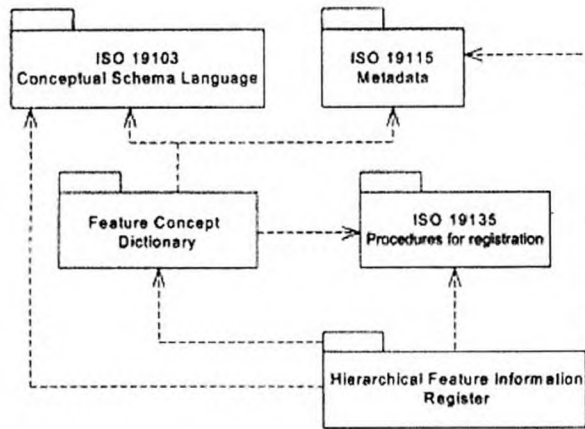 ISO 19103
Conceptual Schema Language
ISO 19115
Metadata
Feature Concept
Dictionary
ISO 19135
Procedures for registration
Hierarchical Feature Information
Register